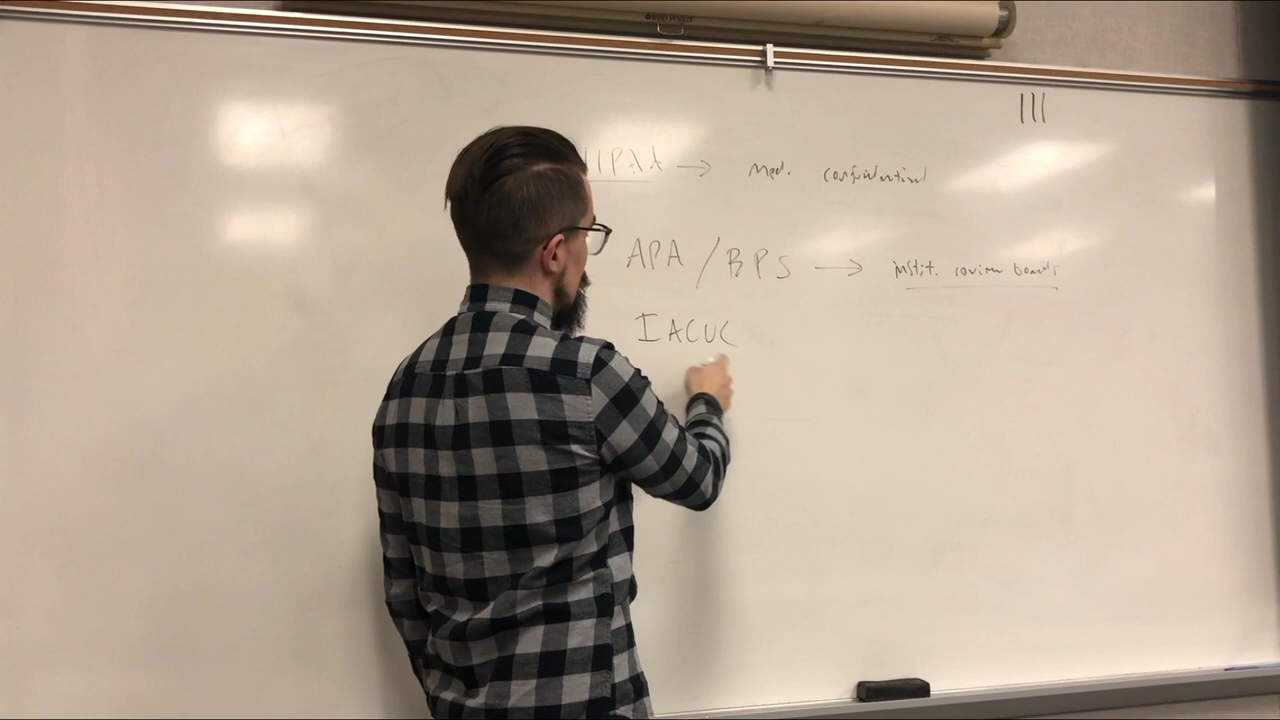 III
HIPAA → med. confidential
APA / BPS → instit. review boards
IACUC